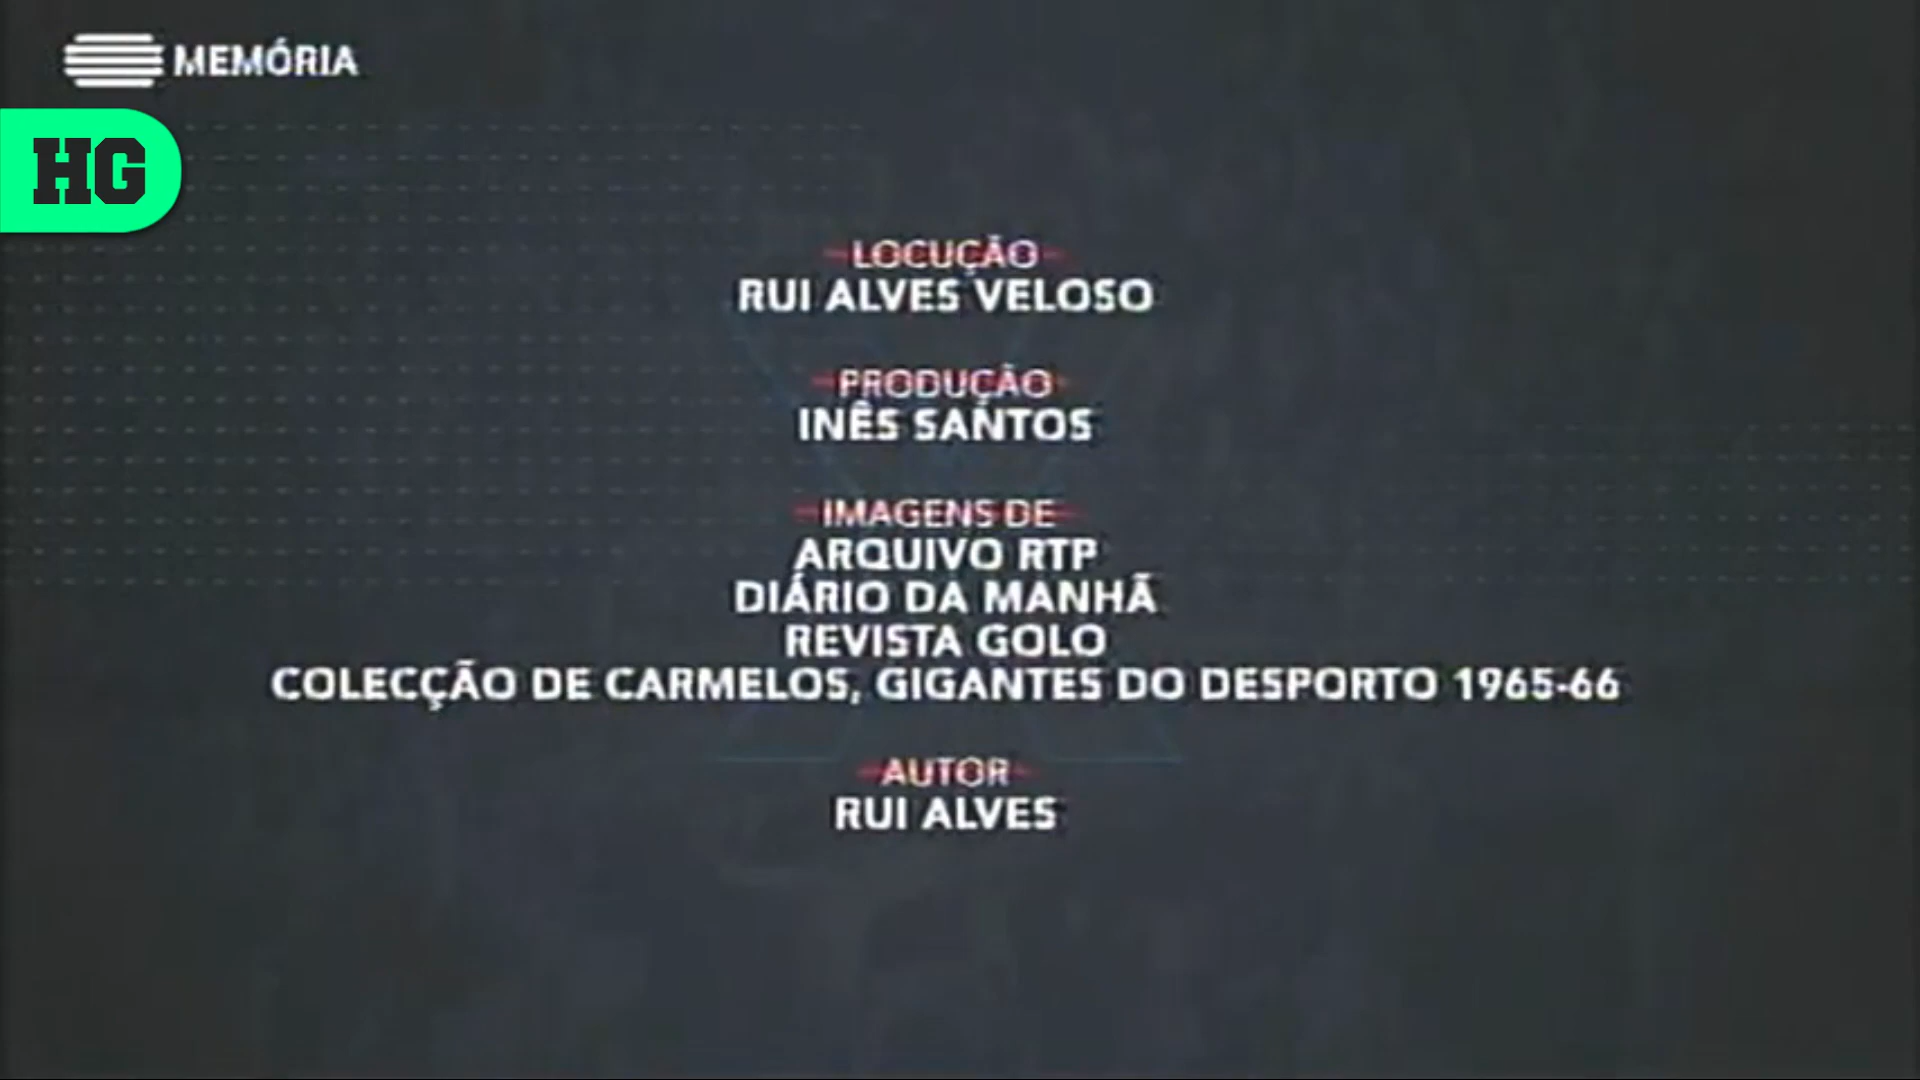 MEMÓRIA
HG
LOCUÇÃO
RUI ALVES VELOSO
PRODUÇÃO
INÊS SANTOS
IMAGENS DE
ARQUIVO RTP
DIÁRIO DA MANHÃ
REVISTA GOLO
COLECÇÃO DE CARMELOS, GIGANTES DO DESPORTO 1965-66
AUTOR
RUI ALVES